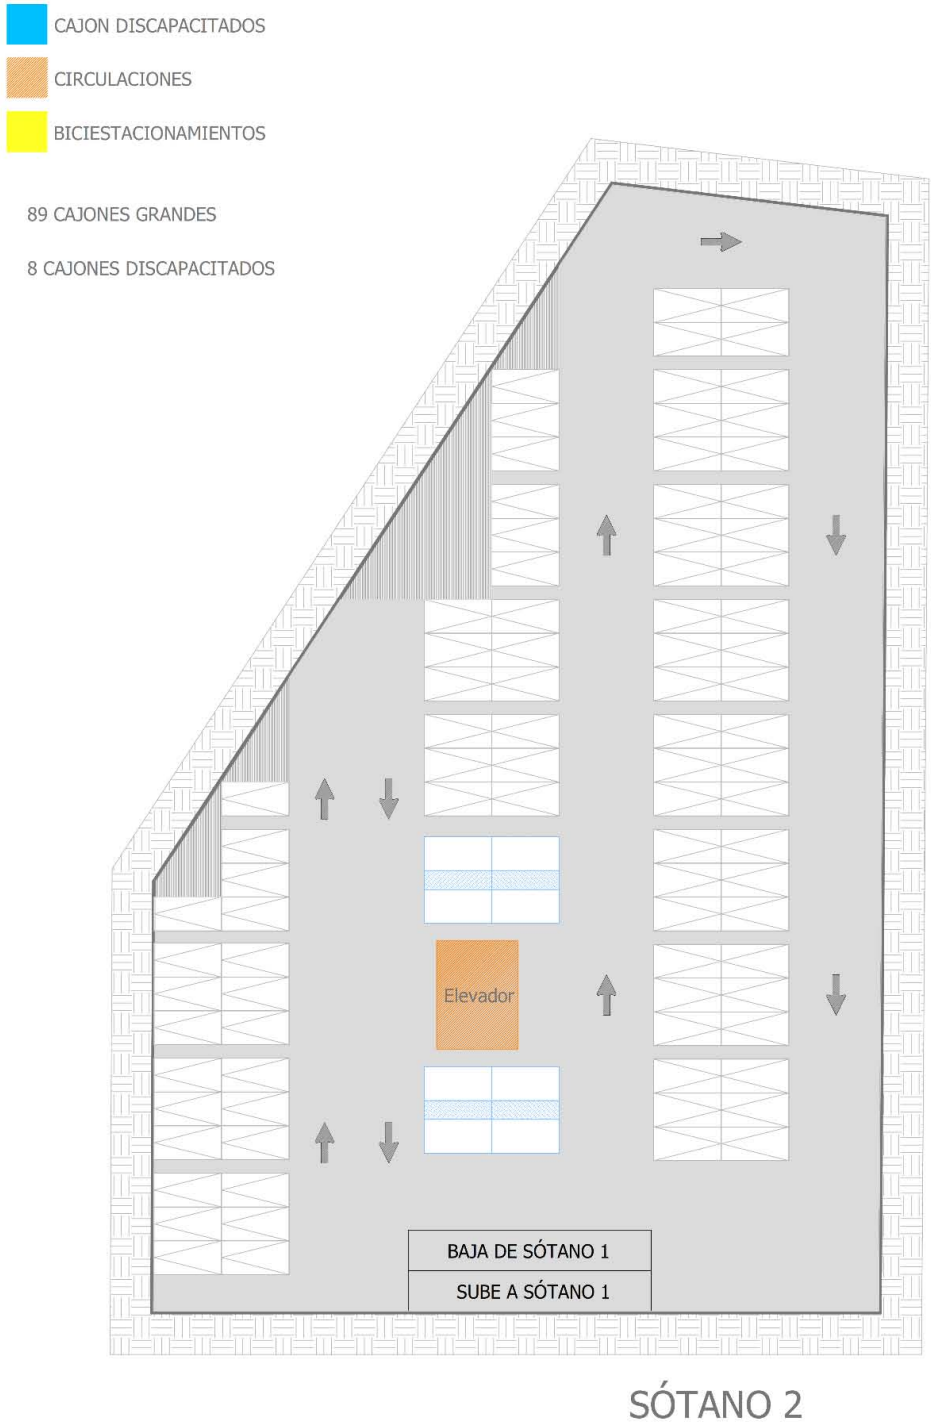 CAJON DISCAPACITADOS
CIRCULACIONES
BICIESTACIONAMIENTOS
89 CAJONES GRANDES
8 CAJONES DISCAPACITADOS
Elevador
BAJA DE SÓTANO 1
SUBE A SÓTANO 1
SÓTANO 2